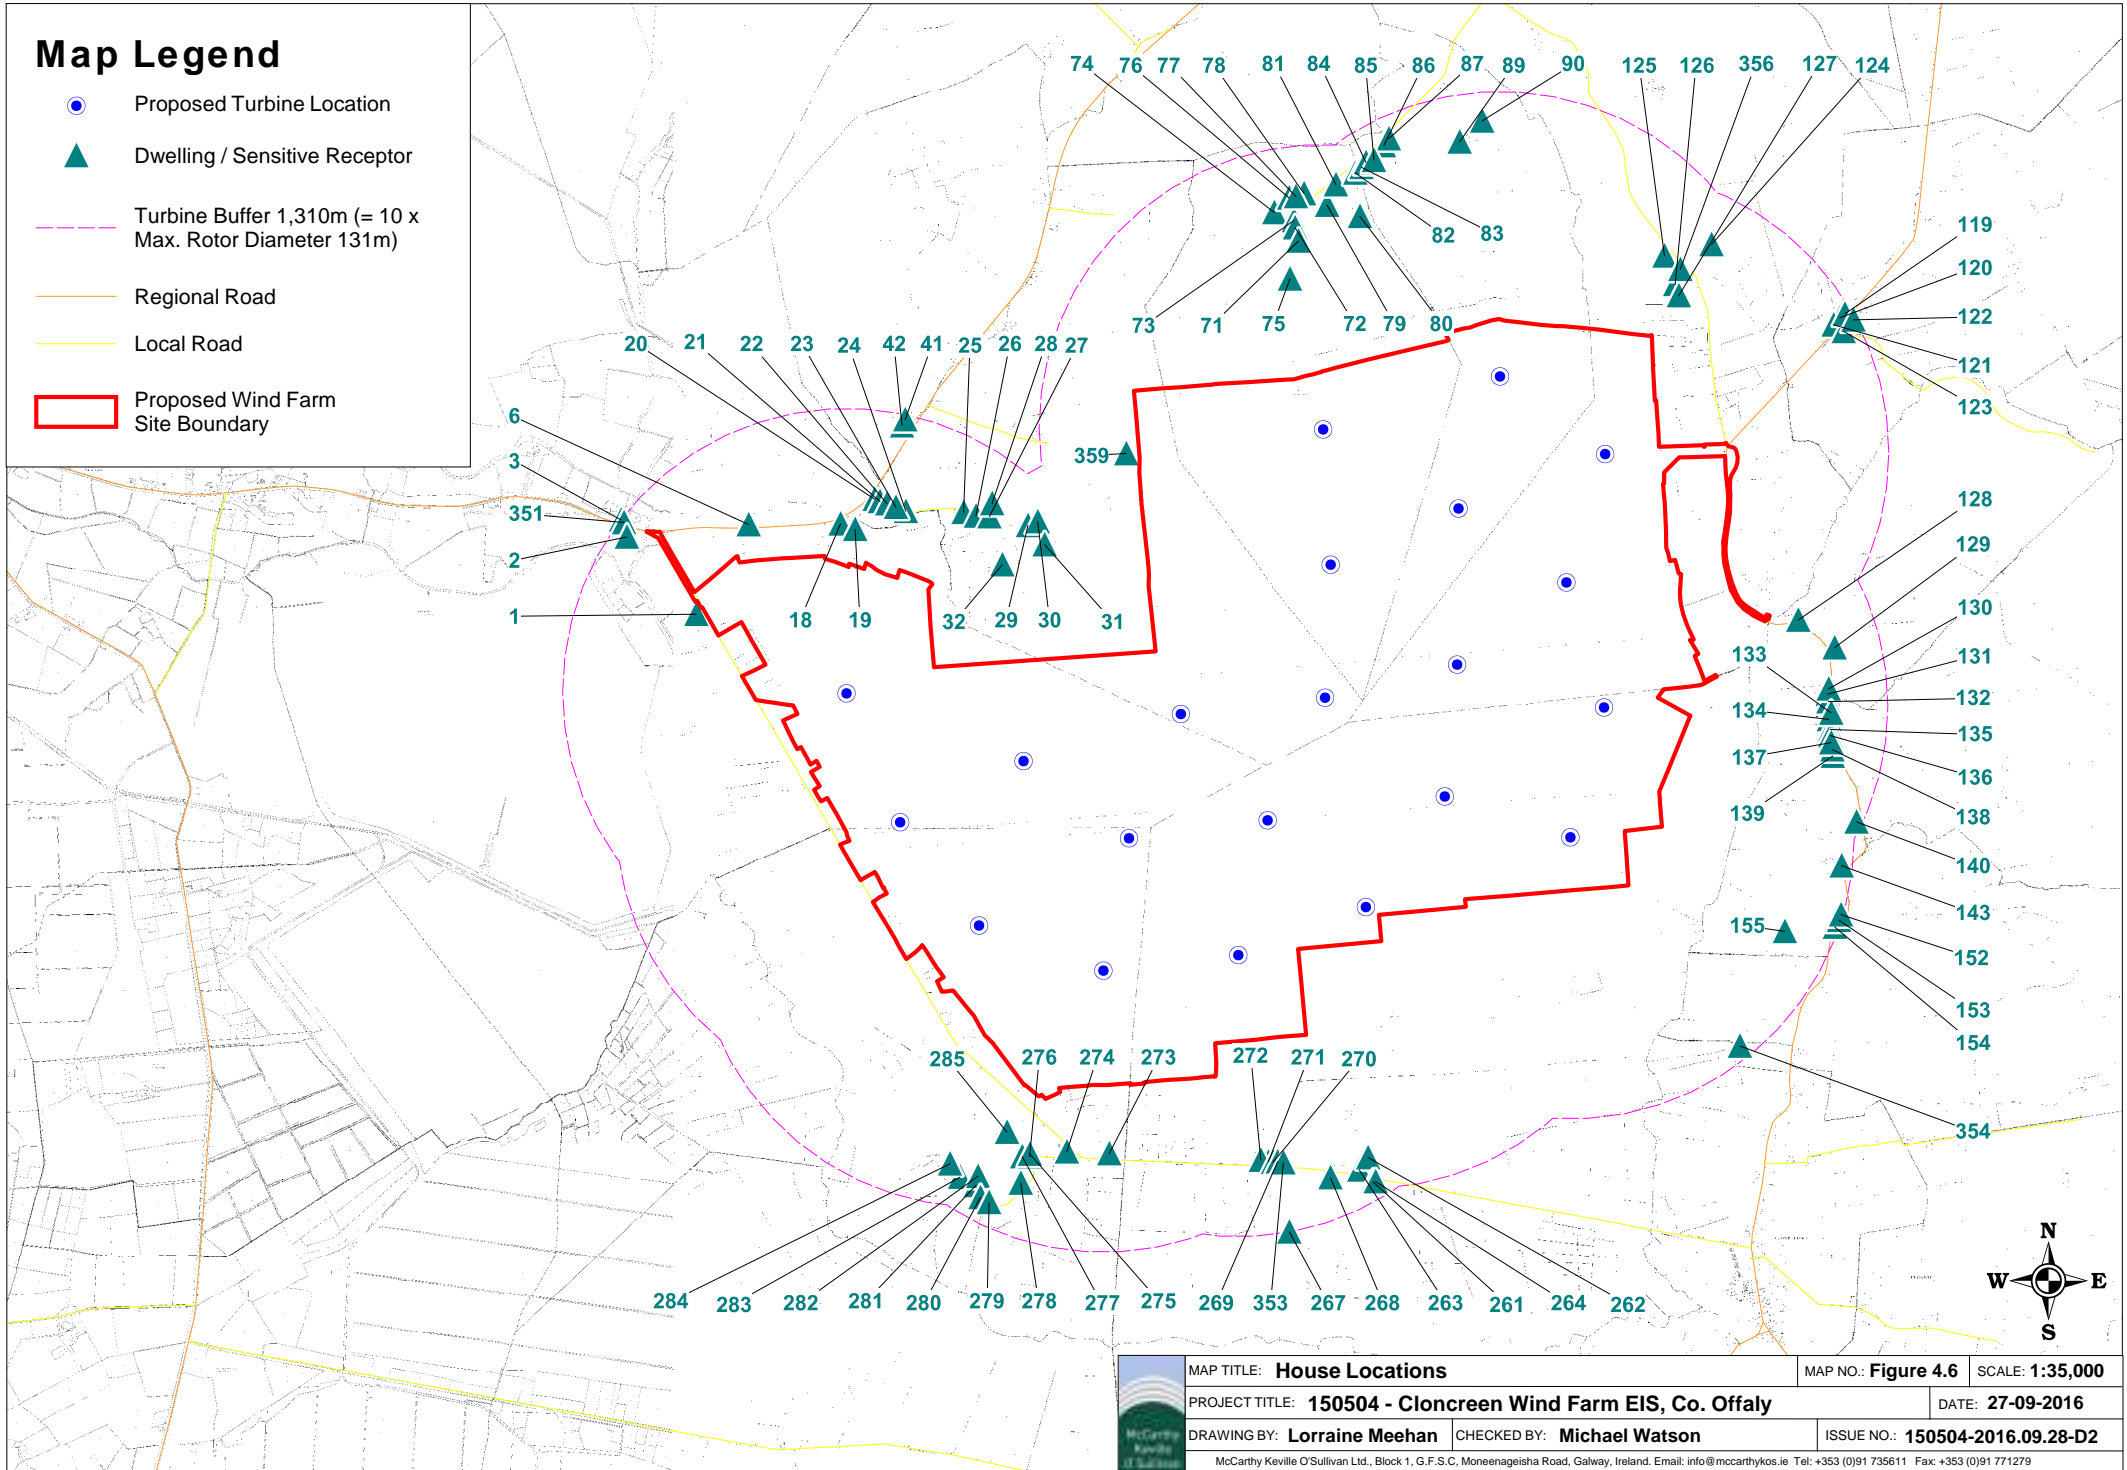 Map Legend
Proposed Turbine Location
Dwelling / Sensitive Receptor
Turbine Buffer 1,310m (= 10 x
Max. Rotor Diameter 131m)
Regional Road
Local Road
Proposed Wind Farm
Site Boundary
74 76 77 78 81 84 85 86 87 89 90 125 126 356 127 124
119
82 83
120
122
73 71 75 72 79 80
20 21 22 23 24 42 41 25 26 28 27
121
6
123
359
3
128
351
129
2
130
1 18 19 32 29 30 31
133 131
132
134
135
137
136
139 138
140
143
155
152
153
154
285 276 274 273 272 271 270
354
284 283 282 281 280 279 278 277 275 269 353 267 268 263 261 264 262
N
W E
S
MAP TITLE: House Locations
MAP NO.: Figure 4.6
SCALE: 1:35,000
PROJECT TITLE: 150504 - Cloncreen Wind Farm EIS, Co. Offaly
DATE: 27-09-2016
DRAWING BY: Lorraine Meehan
CHECKED BY: Michael Watson
ISSUE NO.: 150504-2016.09.28-D2
McCarthy
Keville
O'Sullivan
McCarthy Keville O'Sullivan Ltd., Block 1, G.F.S.C, Moneenageisha Road, Galway, Ireland. Email: info@mccarthykos.ie Tel: +353 (0)91 735611 Fax: +353 (0)91 771279